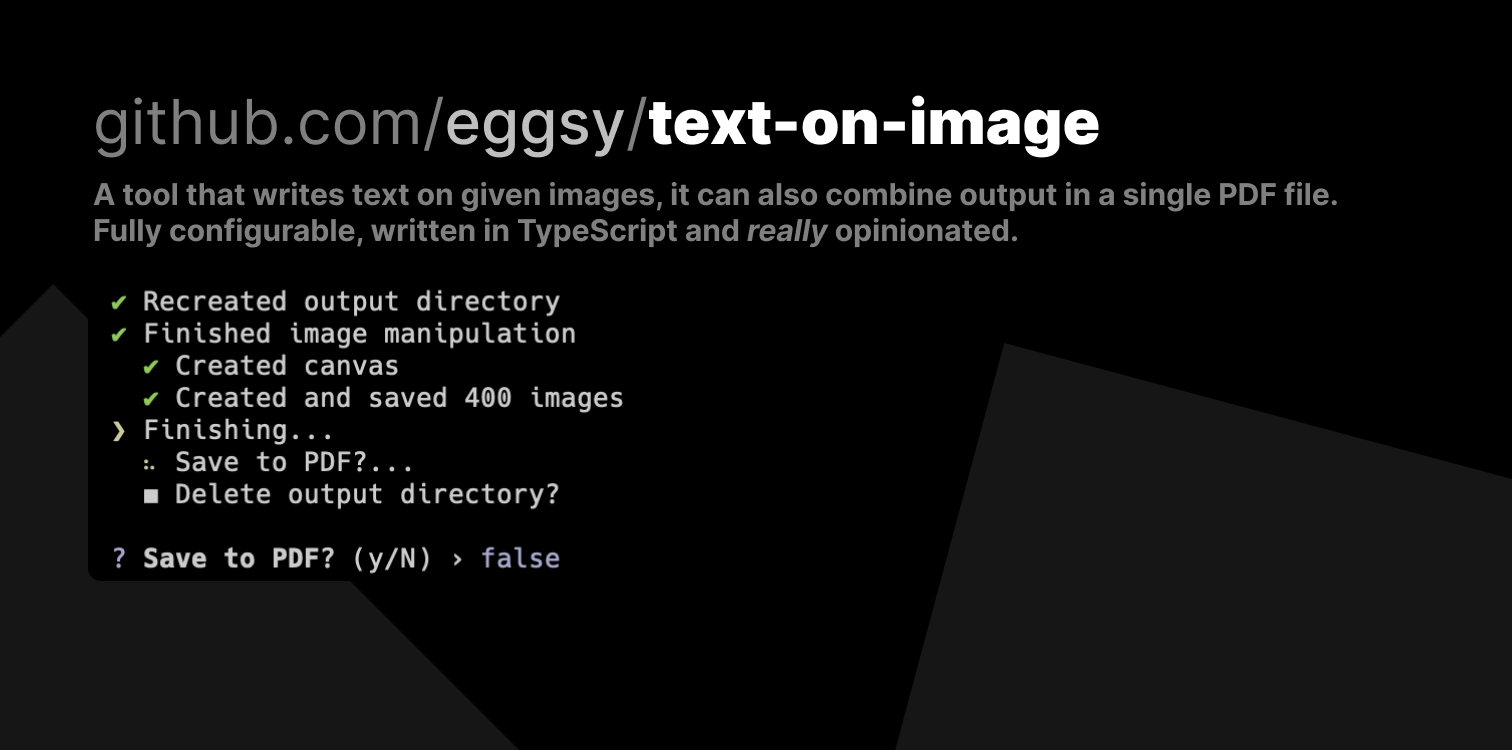 github.com/eggsy/text-on-image
A tool that writes text on given images, it can also combine output in a single PDF file.
Fully configurable, written in TypeScript and really opinionated.
✔ Recreated output directory
✔ Finished image manipulation
✔ Created canvas
✔ Created and saved 400 images
❯ Finishing...
⠦ Save to PDF?...
◼ Delete output directory?
? Save to PDF? (y/N) › false